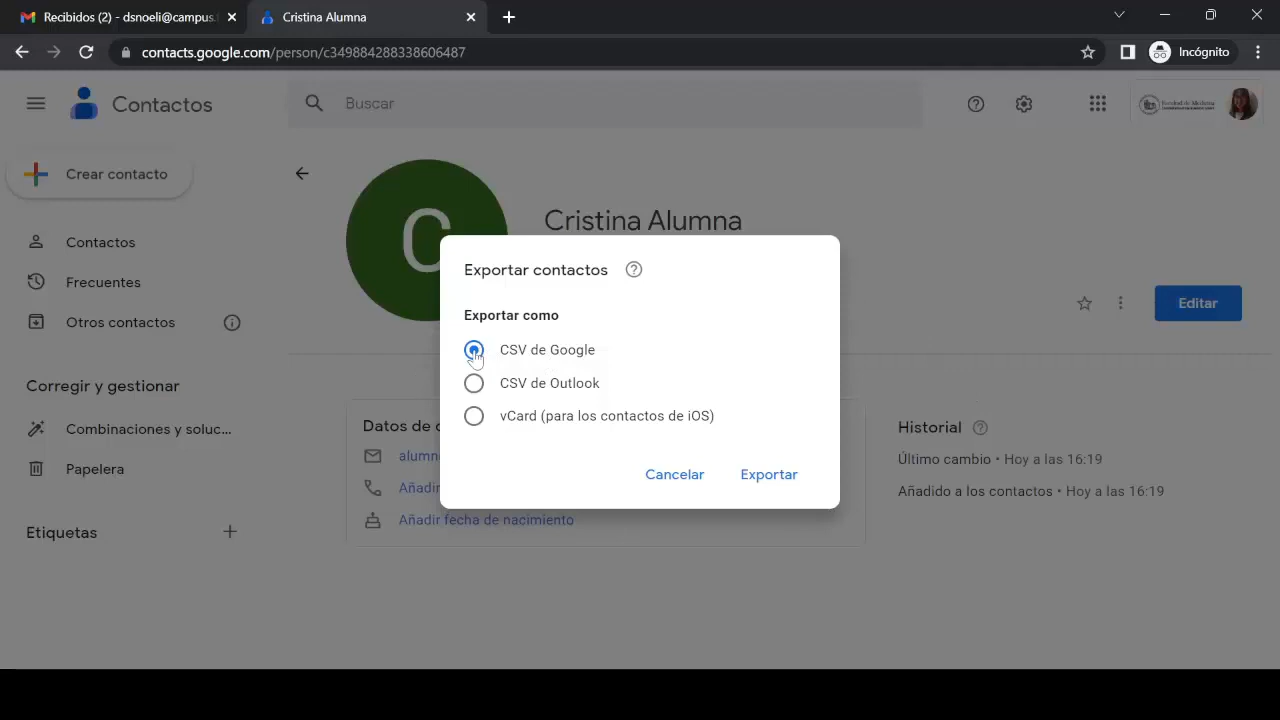 Recibidos (2) - dsnoeli@campus.
Cristina Alumna
contacts.google.com/person/c349884288338606487
Incógnito
Contactos
Buscar
Facultad de Medicina
Crear contacto
C
Cristina Alumna
Contactos
Frecuentes
Otros contactos
Editar
Corregir y gestionar
Combinaciones y soluc...
Papelera
Etiquetas
Exportar contactos
Exportar como
CSV de Google
CSV de Outlook
vCard (para los contactos de iOS)
Cancelar
Exportar
Datos de c
alumn
Añadir
Añadir fecha de nacimiento
Historial
Último cambio • Hoy a las 16:19
Añadido a los contactos • Hoy a las 16:19